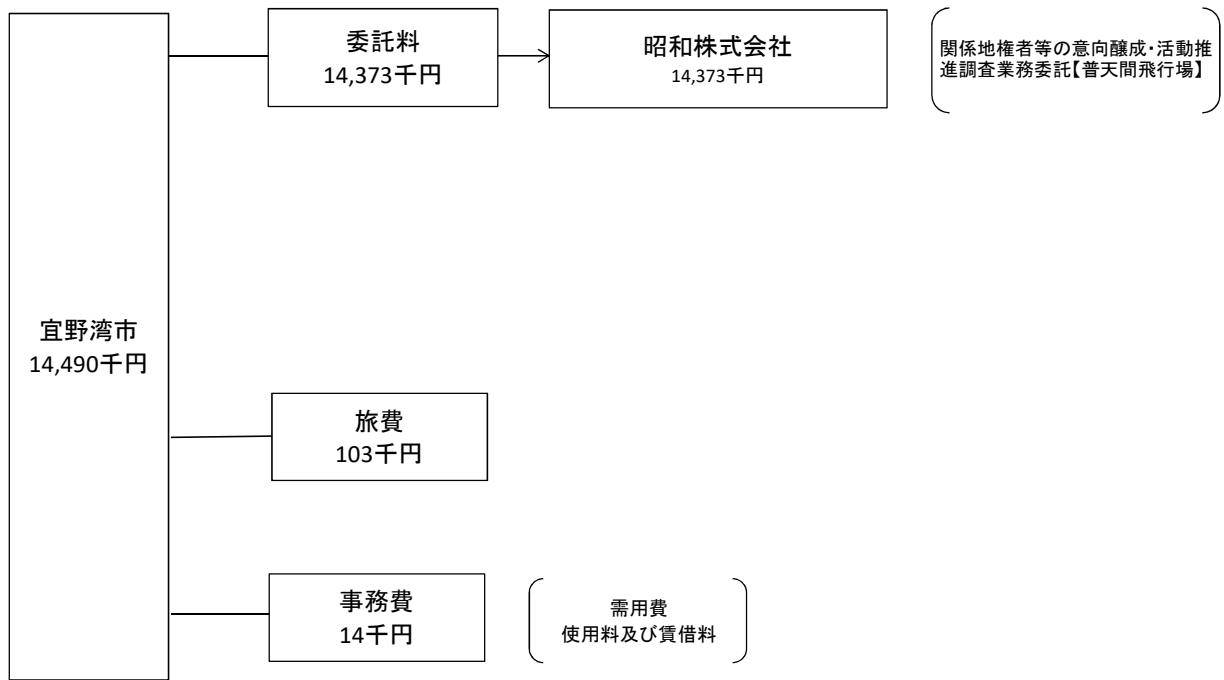 委託料
14,373千円
昭和株式会社
14,373千円
関係地権者等の意向醸成・活動推
進調査業務委託【普天間飛行場】
宜野湾市
14,490千円
旅費
103千円
事務費
14千円
需用費
使用料及び賃借料